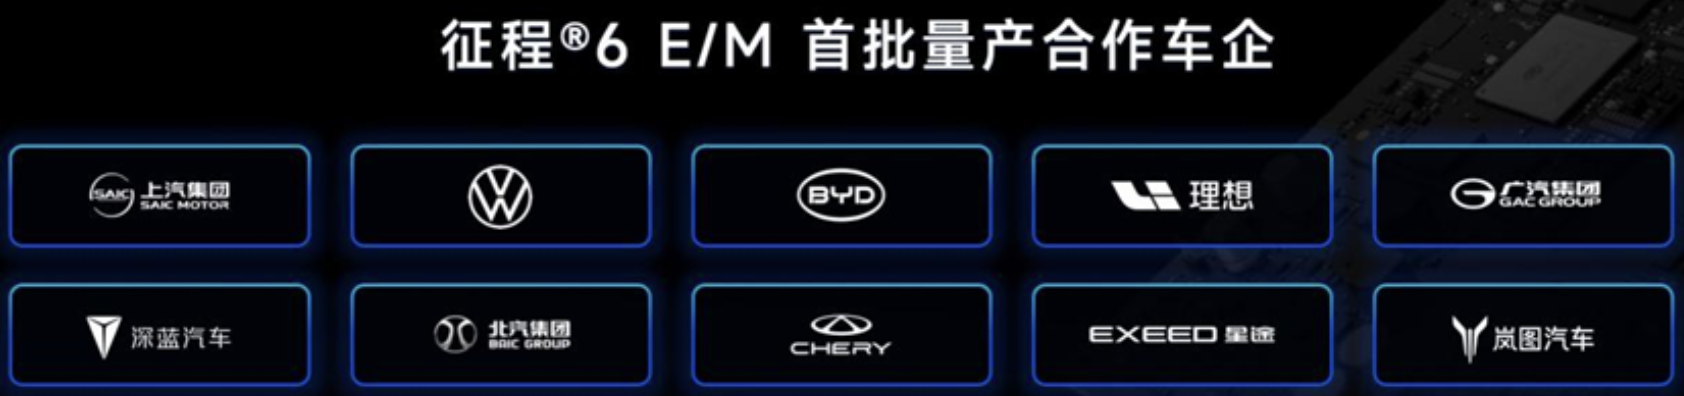 征程®6 E/M 首批量产合作车企
SAIC 上汽集团
SAIC MOTOR
BYD
理想
广汽集团
GAC GROUP
深蓝汽车
北汽集团
BAIC GROUP
CHERY
EXEED 星途
岚图汽车